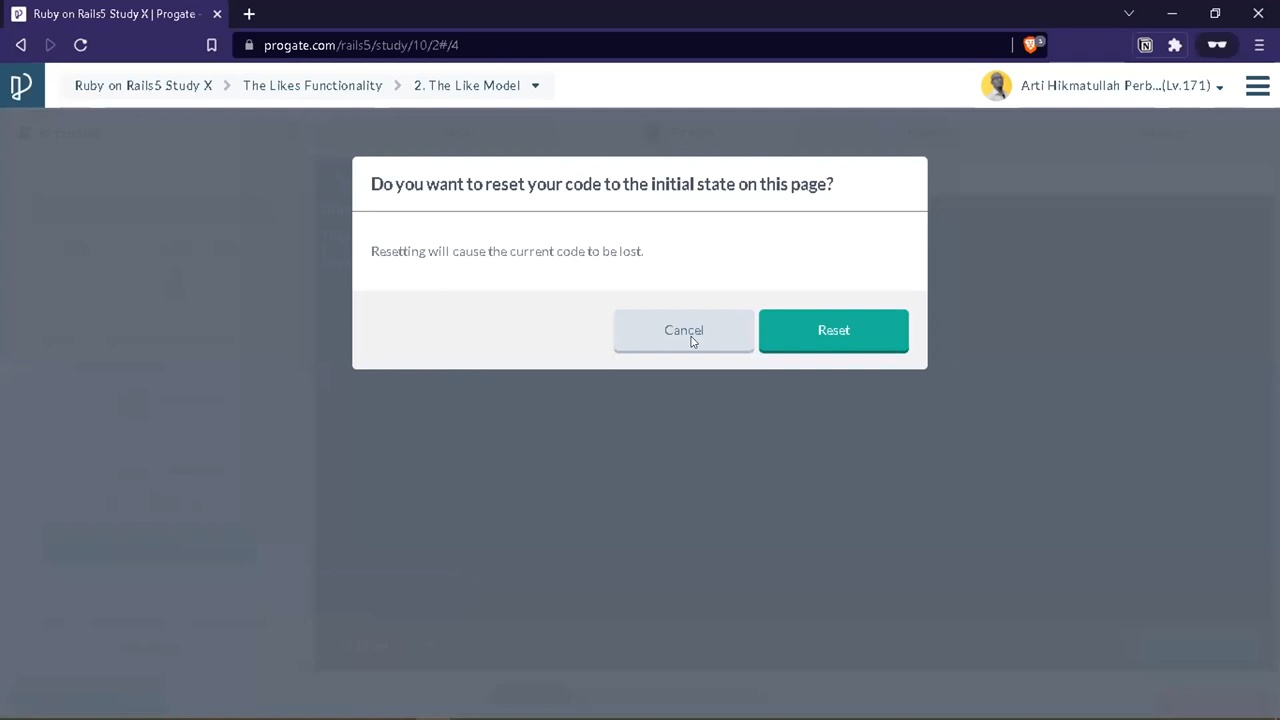 Ruby on Rails5 Study X | Progate -
progate.com/rails5/study/10/2#/4
Ruby on Rails5 Study X
The Likes Functionality
2. The Like Model
Arti Hikmatullah Perb...(Lv.171)
Do you want to reset your code to the initial state on this page?
Resetting will cause the current code to be lost.
Cancel
Reset